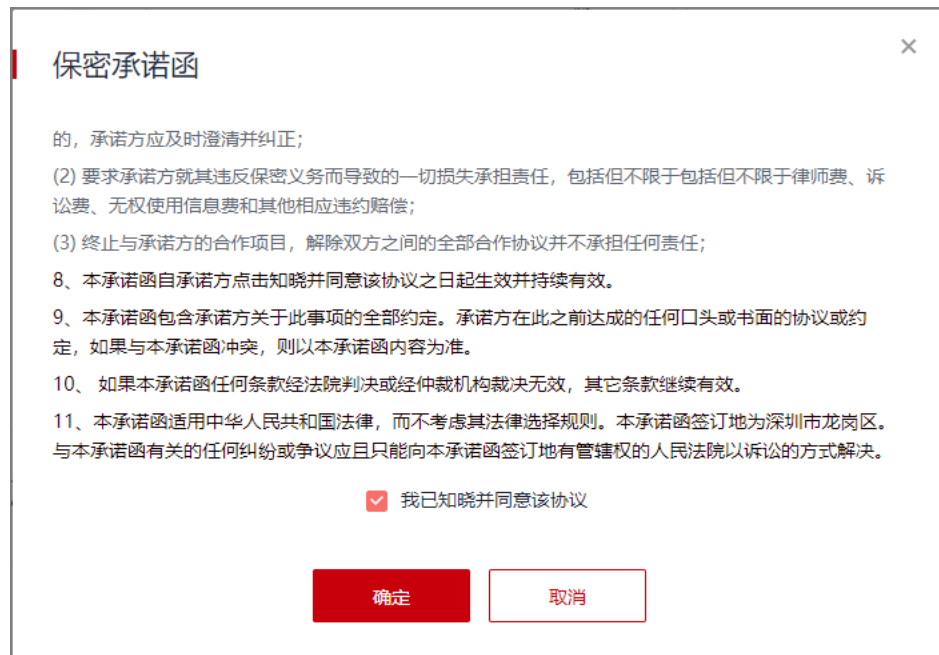 保密承诺函
的，承诺方应及时澄清并纠正；
(2) 要求承诺方就其违反保密义务而导致的一切损失承担责任，包括但不限于包括但不限于律师费、诉
讼费、无权使用信息费和其他相应违约赔偿；
(3) 终止与承诺方的合作项目，解除双方之间的全部合作协议并不承担任何责任；
8、本承诺函自承诺方点击知晓并同意该协议之日起生效并持续有效。
9、本承诺函包含承诺方关于此事项的全部约定。承诺方在此之前达成的任何口头或书面的协议或约
定，如果与本承诺函冲突，则以本承诺函内容为准。
10、 如果本承诺函任何条款经法院判决或经仲裁机构裁决无效，其它条款继续有效。
11、本承诺函适用中华人民共和国法律，而不考虑其法律选择规则。本承诺函签订地为深圳市龙岗区。
与本承诺函有关的任何纠纷或争议应且只能向本承诺函签订地有管辖权的人民法院以诉讼的方式解决。
我已知晓并同意该协议
确定 取消